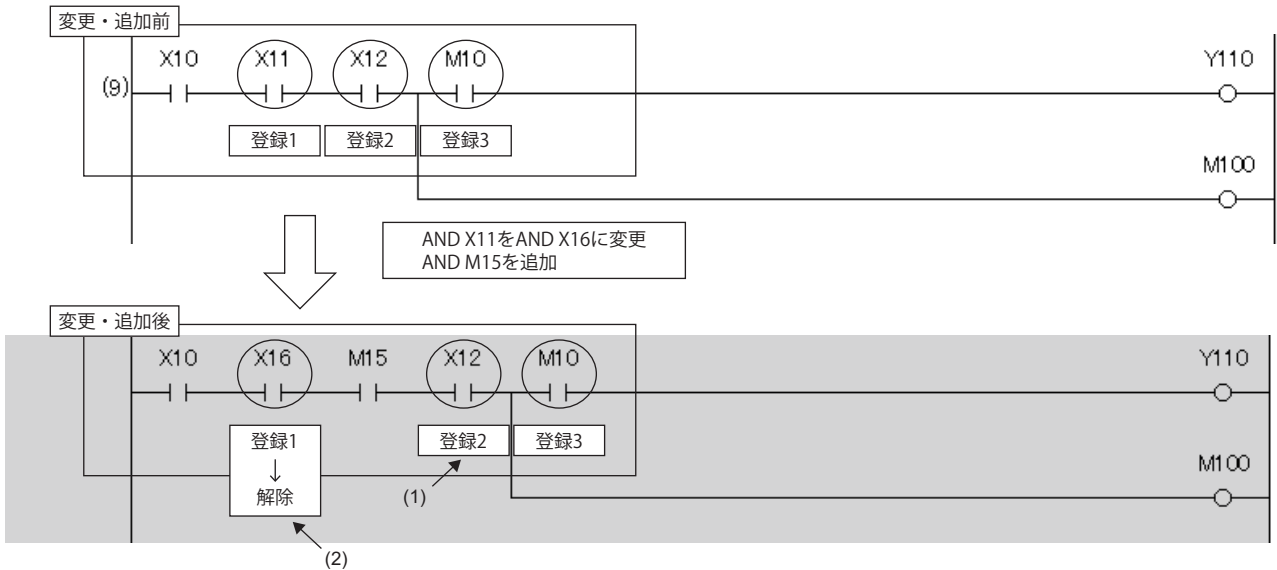 変更・追加前
X10 X11 X12 M10 Y110
(9)
登録1 登録2 登録3
M100
AND X11をAND X16に変更
AND M15を追加
変更・追加後
X10 X16 M15 X12 M10 Y110
登録1 登録2 登録3
↓
解除
(1)
M100
(2)